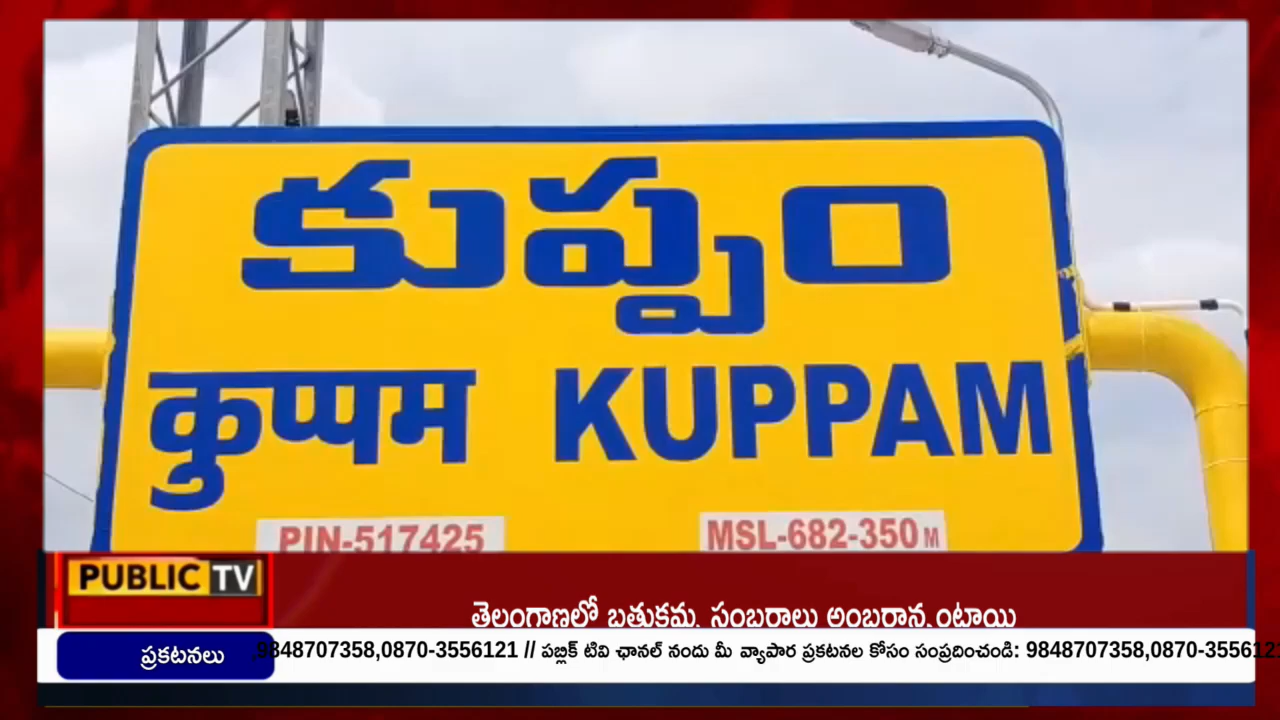 కుప్పం
कुप्पम KUPPAM
PIN-517425 MSL-682-350 M
PUBLIC TV
తెలంగాణలో బతుకమ్మ సంబరాలు అంబరాన్నంటాయి
ప్రకటనలు ,9848707358,0870-3556121 // పబ్లిక్ టివి ఛానల్ నందు మీ వ్యాపార ప్రకటనల కోసం సంప్రదించండి: 9848707358,0870-355612